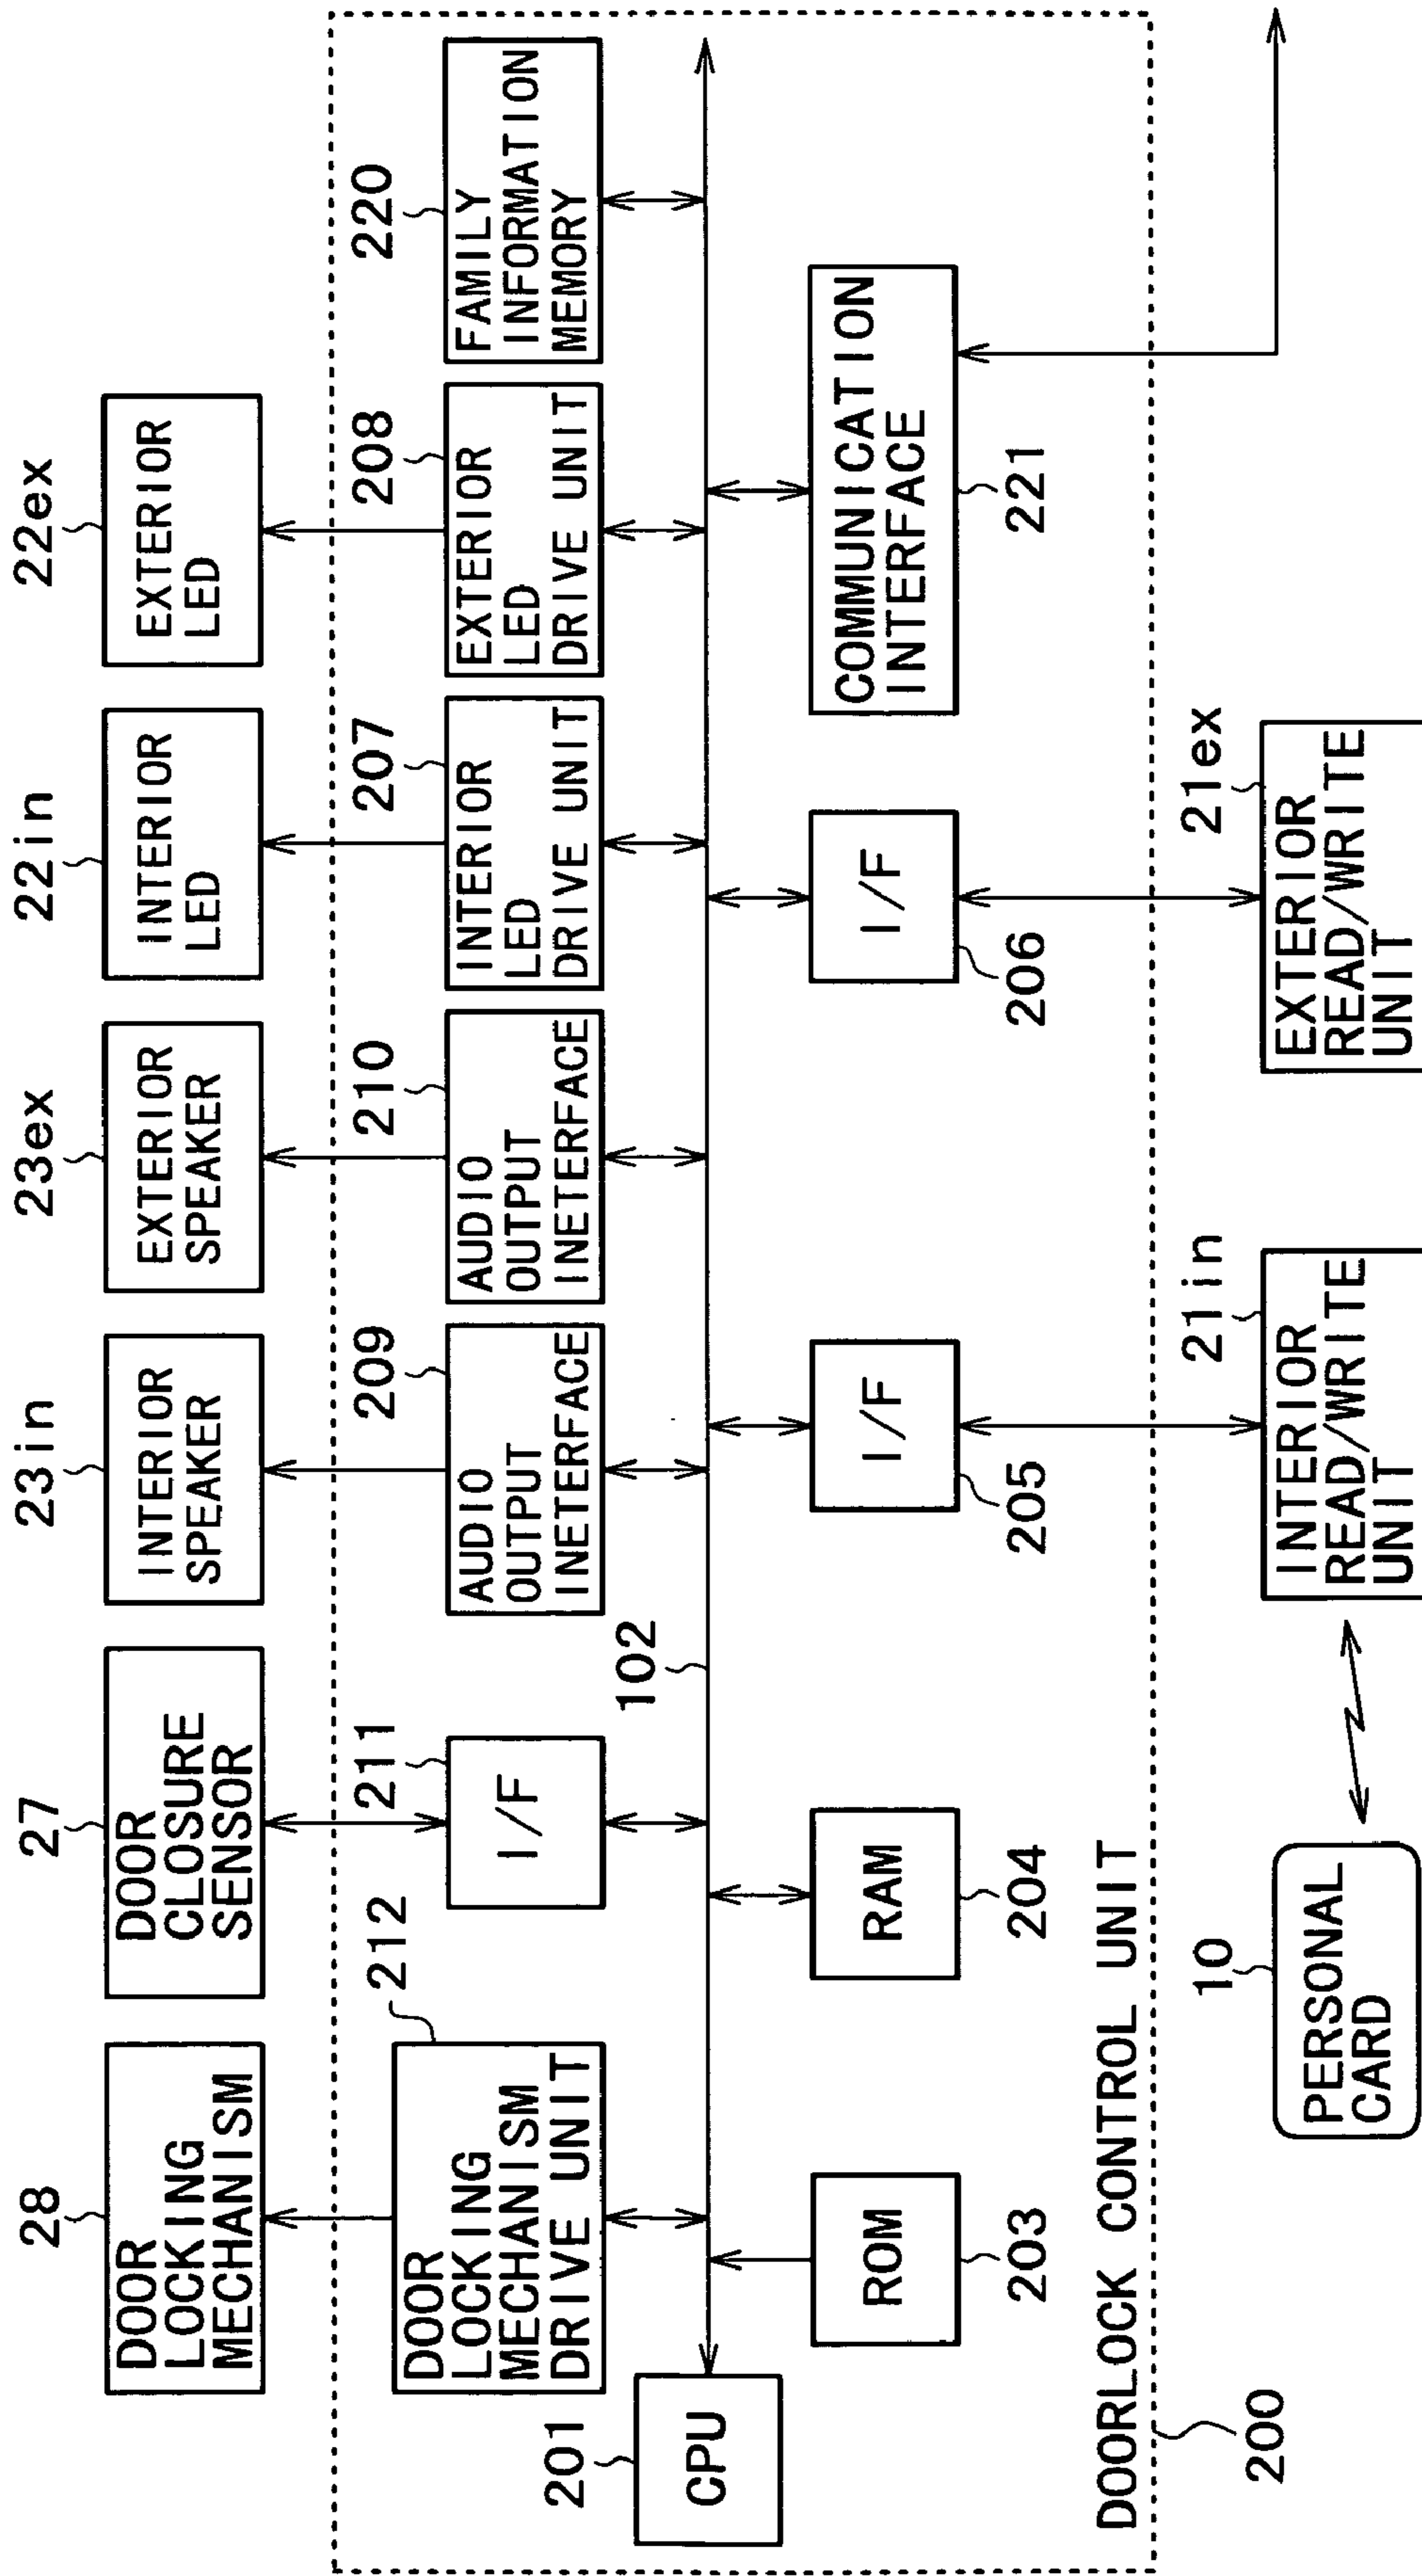 28
27
23in
23ex
22in
22ex
DOOR
LOCKING
MECHANISM
DOOR
CLOSURE
SENSOR
INTERIOR
SPEAKER
EXTERIOR
SPEAKER
INTERIOR
LED
EXTERIOR
LED
212
211
209
210
207
208
220
DOOR
LOCKING
MECHANISM
DRIVE UNIT
I/F
AUDIO
OUTPUT
INETERFACE
AUDIO
OUTPUT
INETERFACE
INTERIOR
LED
DRIVE UNIT
EXTERIOR
LED
DRIVE UNIT
FAMILY
INFORMATION
MEMORY
201
102
CPU
ROM
RAM
I/F
I/F
COMMUNICATION
INTERFACE
203
204
205
206
221
DOORLOCK CONTROL UNIT
200
10
21in
21ex
PERSONAL
CARD
INTERIOR
READ/WRITE
UNIT
EXTERIOR
READ/WRITE
UNIT